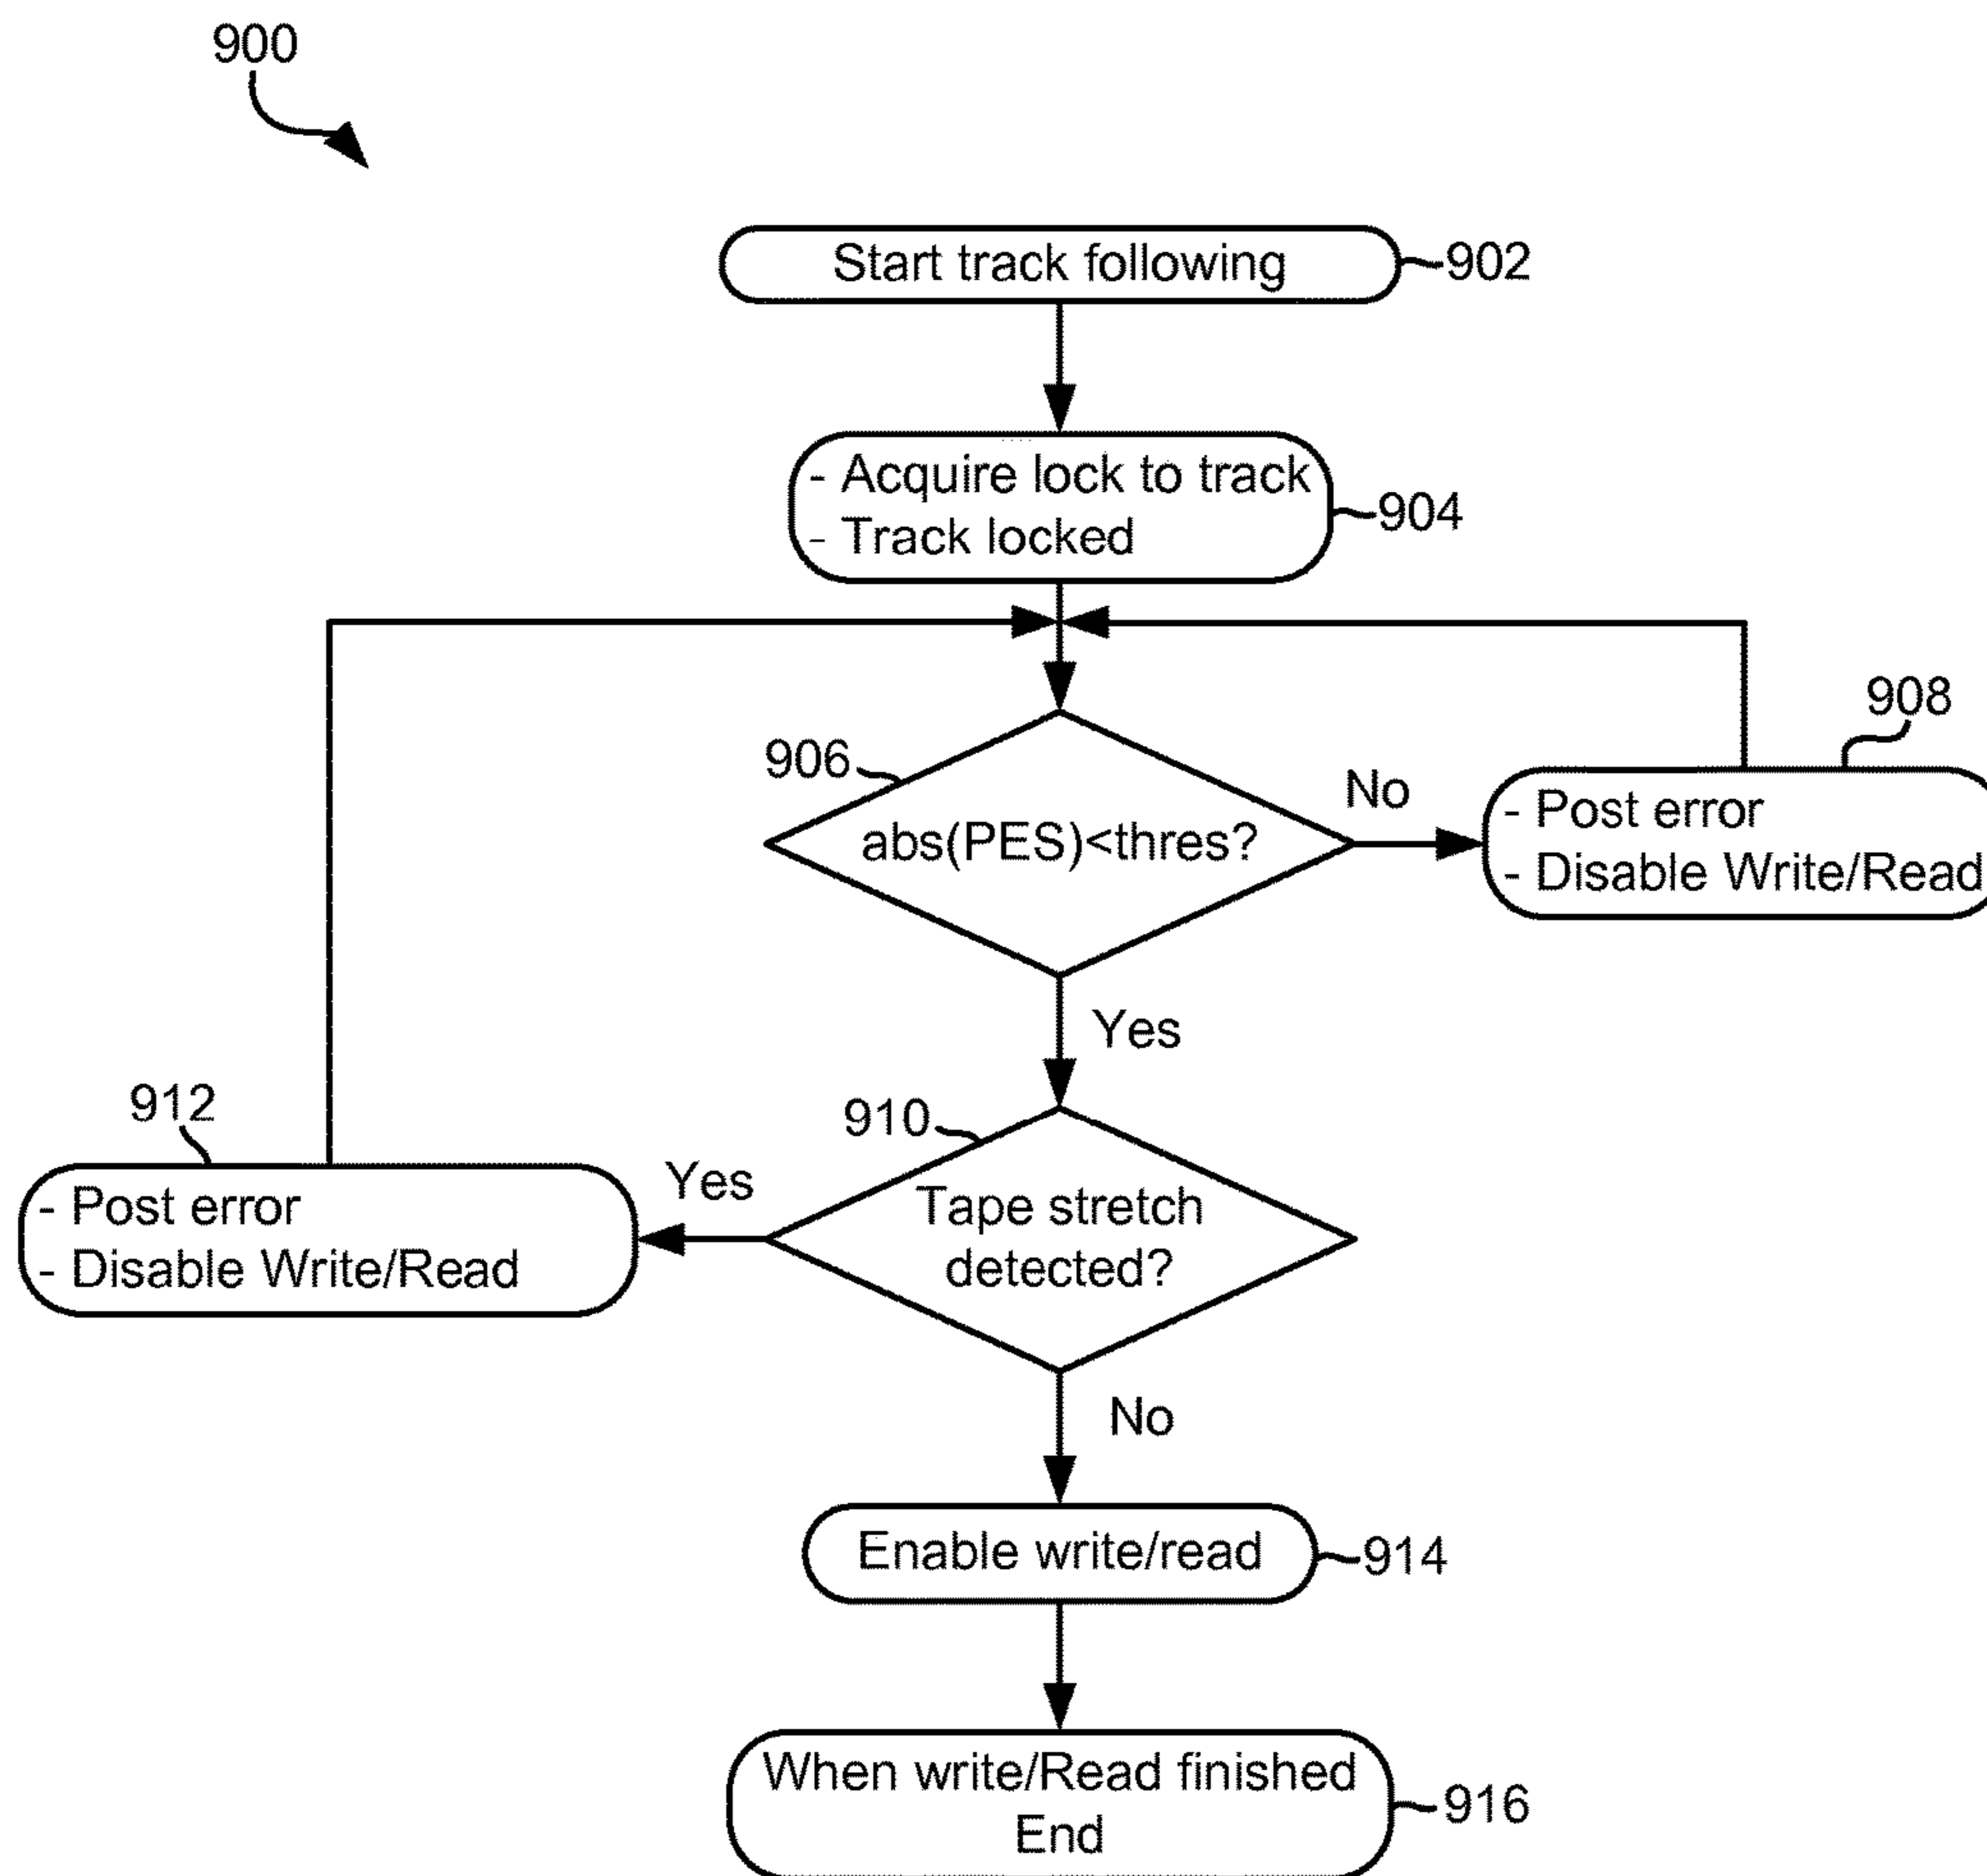 900
Start track following
902
- Acquire lock to track
- Track locked
904
906
abs(PES)<thres?
No
908
- Post error
- Disable Write/Read
Yes
912
- Post error
- Disable Write/Read
Yes
910
Tape stretch
detected?
No
Enable write/read
914
When write/Read finished
End
916